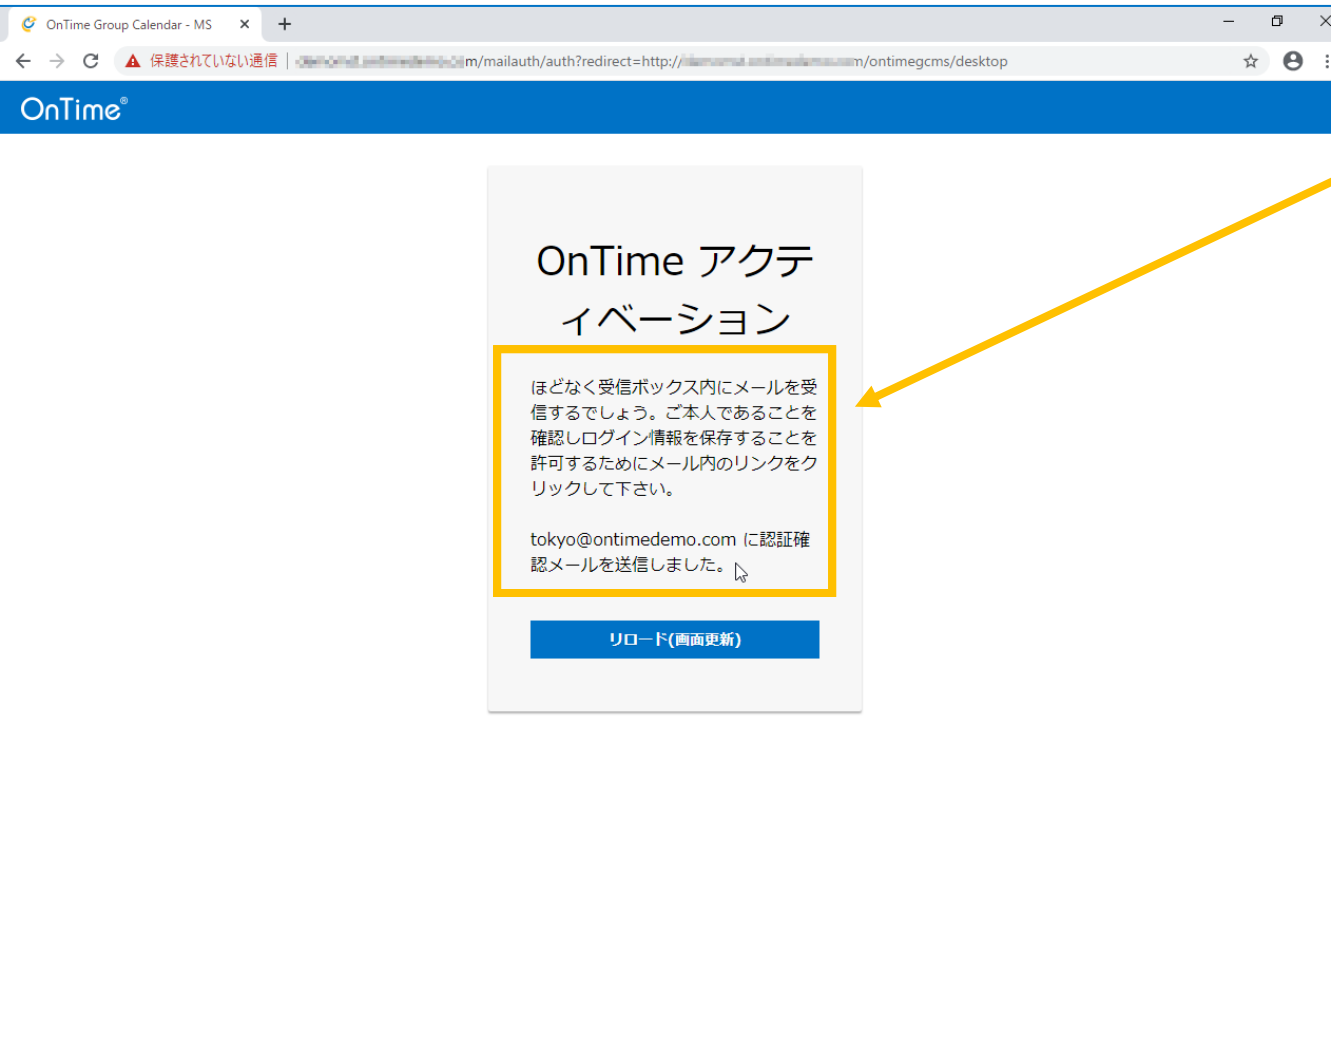 OnTime Group Calendar - MS
保護されていない通信 m/mailauth/auth?redirect=http:// m/ontimegcms/desktop
OnTime®
OnTime アクテ
ィベーション
ほどなく受信ボックス内にメールを受
信するでしょう。ご本人であることを
確認しログイン情報を保存することを
許可するためにメール内のリンクをク
リックして下さい。
tokyo@ontimedemo.com に認証確
認メールを送信しました。
リロード(画面更新)